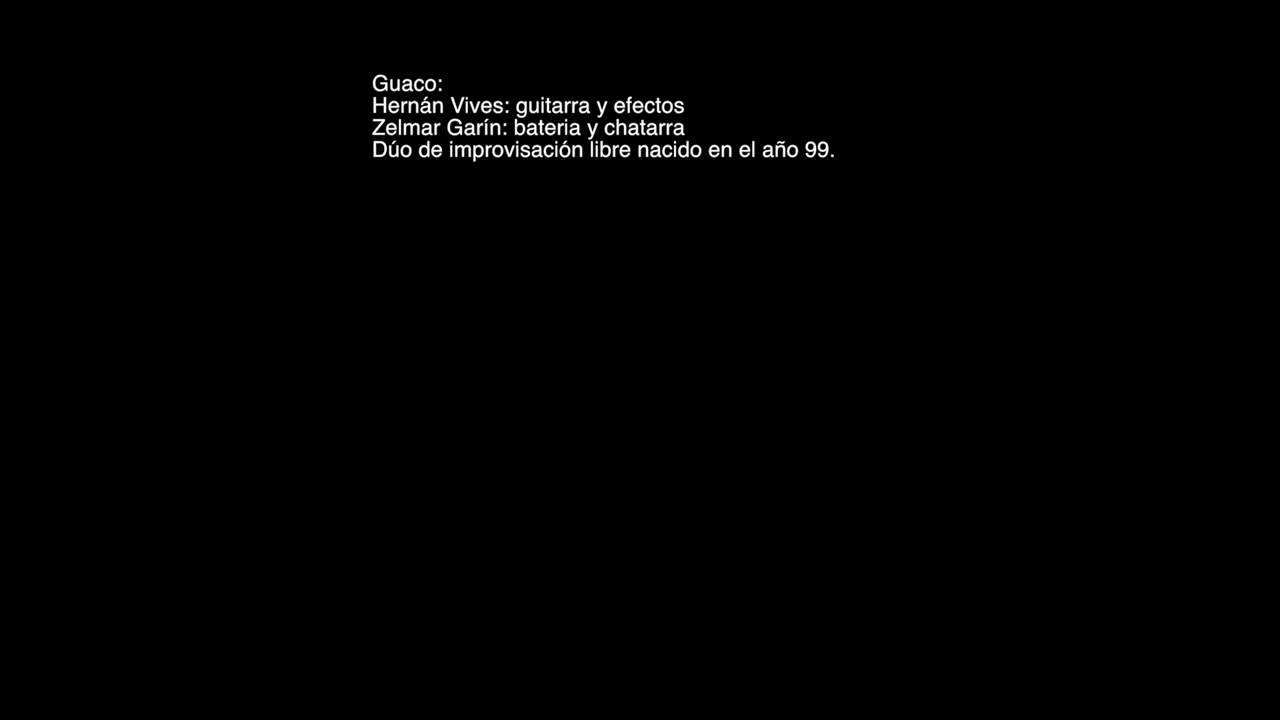 Guaco:
Hernán Vives: guitarra y efectos
Zelmar Garín: bateria y chatarra
Dúo de improvisación libre nacido en el año 99.